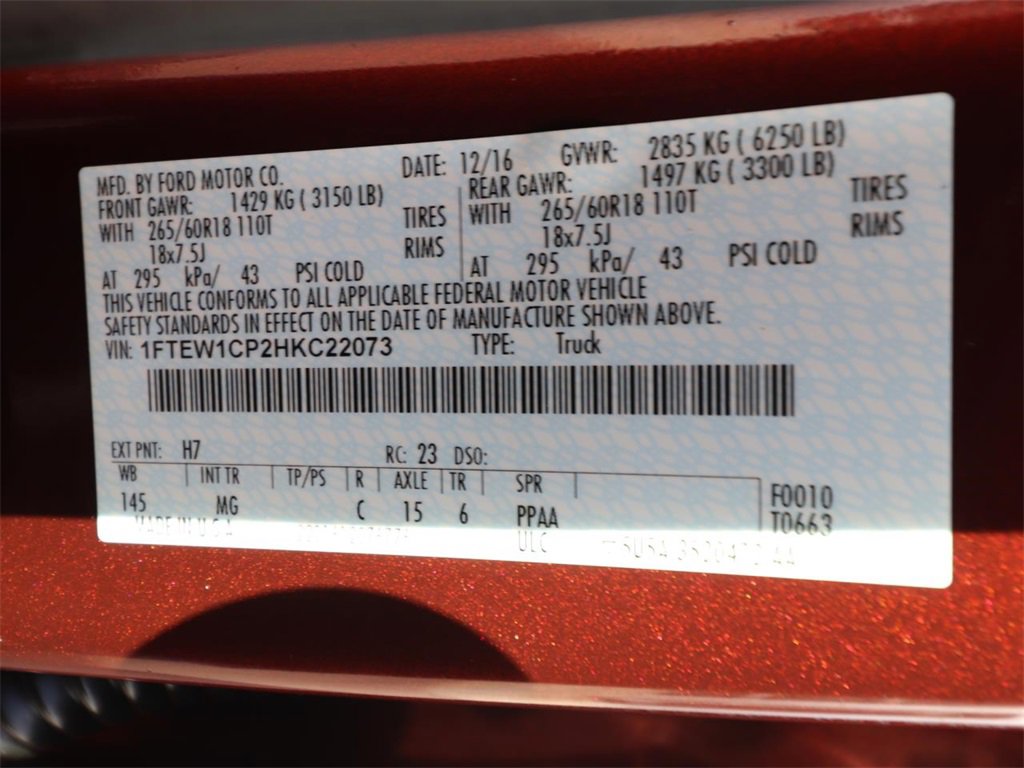 MFD. BY FORD MOTOR CO. DATE: 12/16 GVWR: 2835 KG ( 6250 LB)
FRONT GAWR: 1429 KG ( 3150 LB) REAR GAWR: 1497 KG ( 3300 LB)
WITH 265/60R18 110T TIRES WITH 265/60R18 110T TIRES
18x7.5J RIMS 18x7.5J RIMS
AT 295 kPa/ 43 PSI COLD AT 295 kPa/ 43 PSI COLD
THIS VEHICLE CONFORMS TO ALL APPLICABLE FEDERAL MOTOR VEHICLE
SAFETY STANDARDS IN EFFECT ON THE DATE OF MANUFACTURE SHOWN ABOVE.
VIN: 1FTEW1CP2HKC22073 TYPE: Truck
EXT PNT: H7 RC: 23 DSO:
WB INT TR TP/PS R AXLE TR SPR
145 MG C 15 6 PPAA F0010
T0663
MADE IN U.S.A. ULC